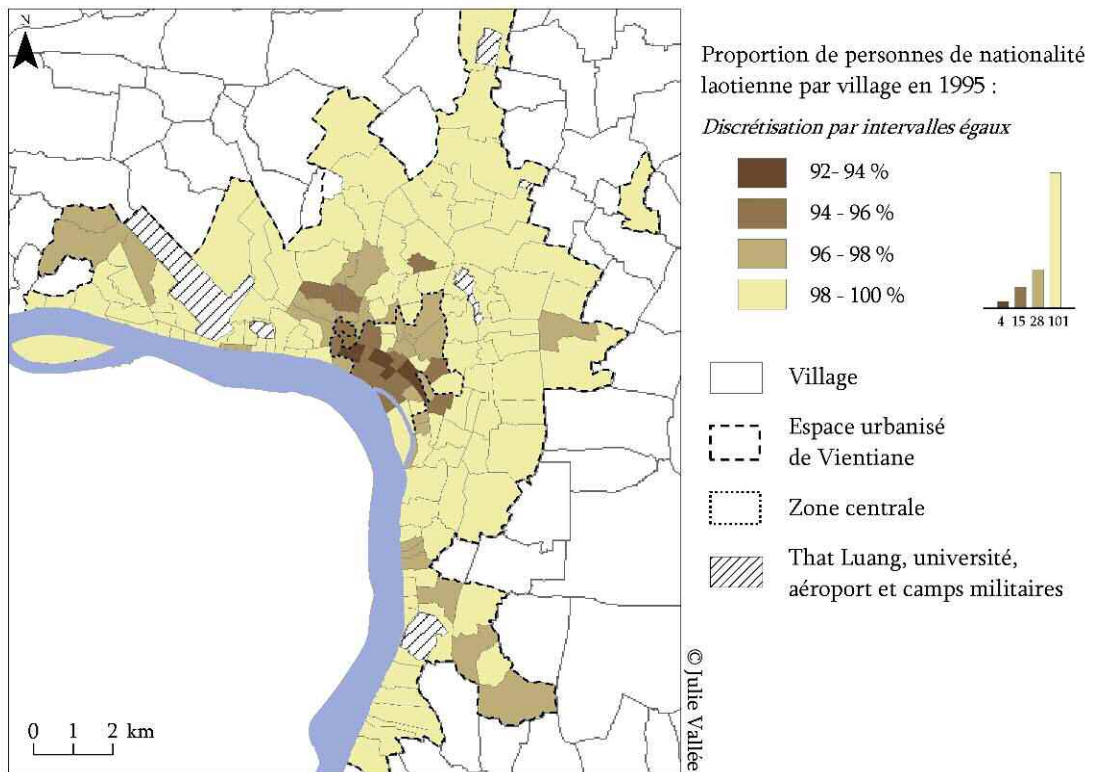 N
Proportion de personnes de nationalité
laotienne par village en 1995 :
Discrétisation par intervalles égaux
92- 94 %
94 - 96 %
96 - 98 %
98 - 100 %
4 15 28 101
Village
Espace urbanisé
de Vientiane
Zone centrale
That Luang, université,
aéroport et camps militaires
© Julie Vallée
0 1 2 km